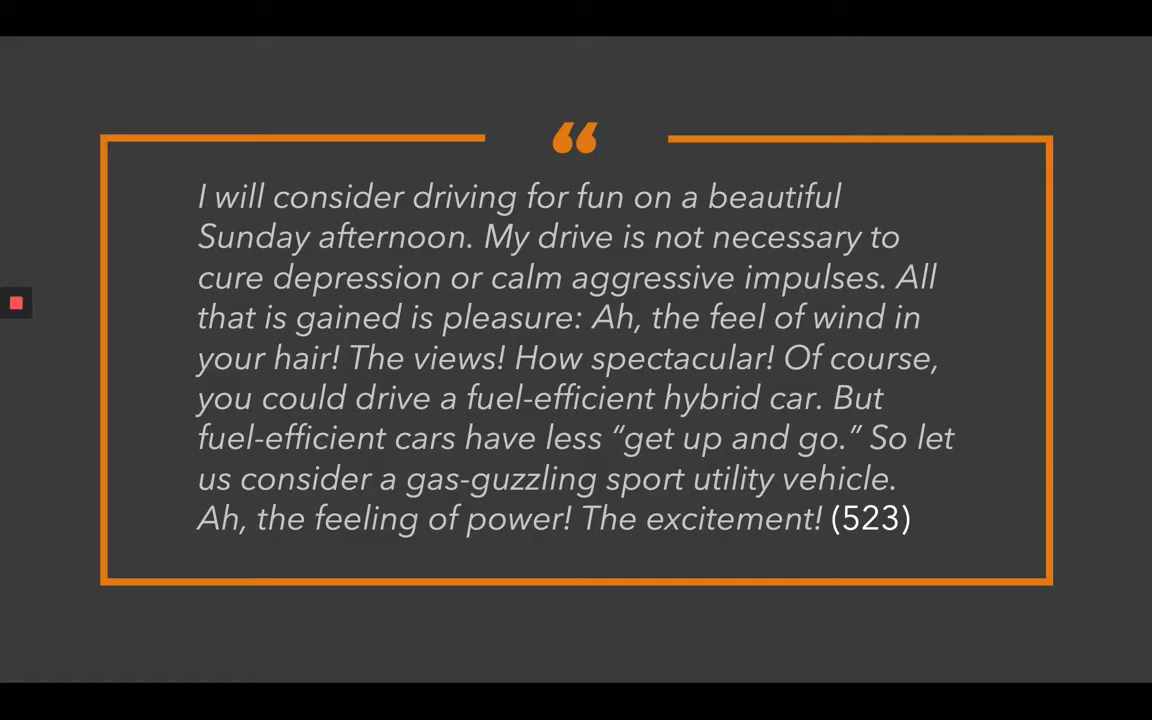 “
I will consider driving for fun on a beautiful
Sunday afternoon. My drive is not necessary to
cure depression or calm aggressive impulses. All
that is gained is pleasure: Ah, the feel of wind in
your hair! The views! How spectacular! Of course,
you could drive a fuel-efficient hybrid car. But
fuel-efficient cars have less “get up and go.” So let
us consider a gas-guzzling sport utility vehicle.
Ah, the feeling of power! The excitement! (523)